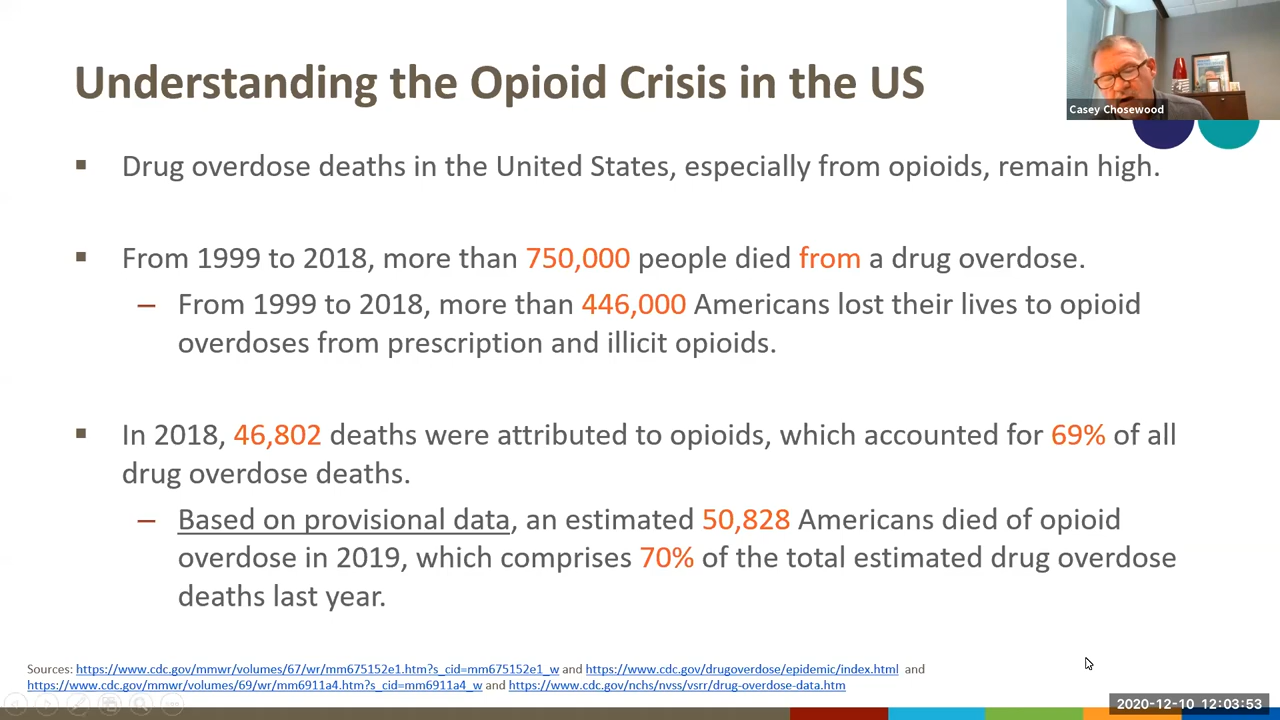 Understanding the Opioid Crisis in the US
Casey Chosewood
▪ Drug overdose deaths in the United States, especially from opioids, remain high.
▪ From 1999 to 2018, more than 750,000 people died from a drug overdose.
– From 1999 to 2018, more than 446,000 Americans lost their lives to opioid
overdoses from prescription and illicit opioids.
▪ In 2018, 46,802 deaths were attributed to opioids, which accounted for 69% of all
drug overdose deaths.
– Based on provisional data, an estimated 50,828 Americans died of opioid
overdose in 2019, which comprises 70% of the total estimated drug overdose
deaths last year.
Sources: https://www.cdc.gov/mmwr/volumes/67/wr/mm675152e1.htm?s_cid=mm675152e1_w and https://www.cdc.gov/drugoverdose/epidemic/index.html and
https://www.cdc.gov/mmwr/volumes/69/wr/mm6911a4.htm?s_cid=mm6911a4_w and https://www.cdc.gov/nchs/nvss/vsrr/drug-overdose-data.htm
2020-12-10 12:03:53